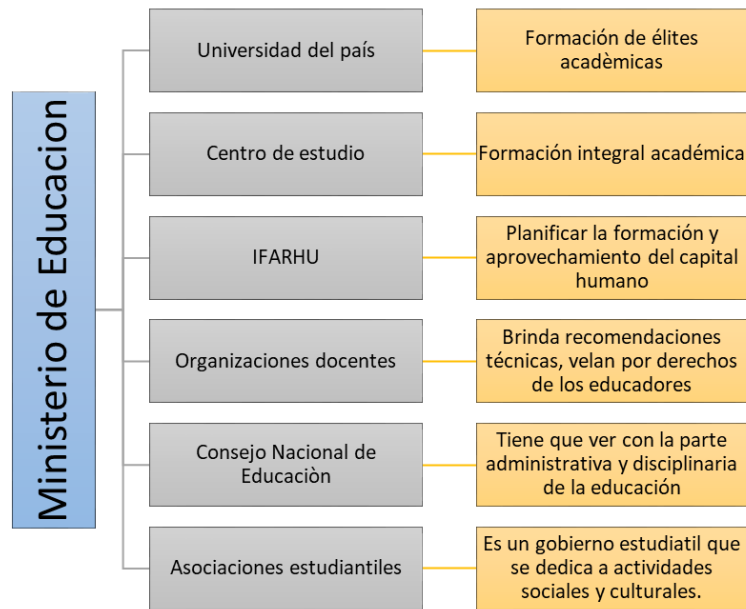 Ministerio de Educacion
Universidad del país
Formación de élites
acadèmicas
Centro de estudio
Formación integral académica
IFARHU
Planificar la formación y
aprovechamiento del capital
humano
Organizaciones docentes
Brinda recomendaciones
técnicas, velan por derechos
de los educadores
Consejo Nacional de
Educaciòn
Tiene que ver con la parte
administrativa y disciplinaria
de la educación
Asociaciones estudiantiles
Es un gobierno estudiatil que
se dedica a actividades
sociales y culturales.